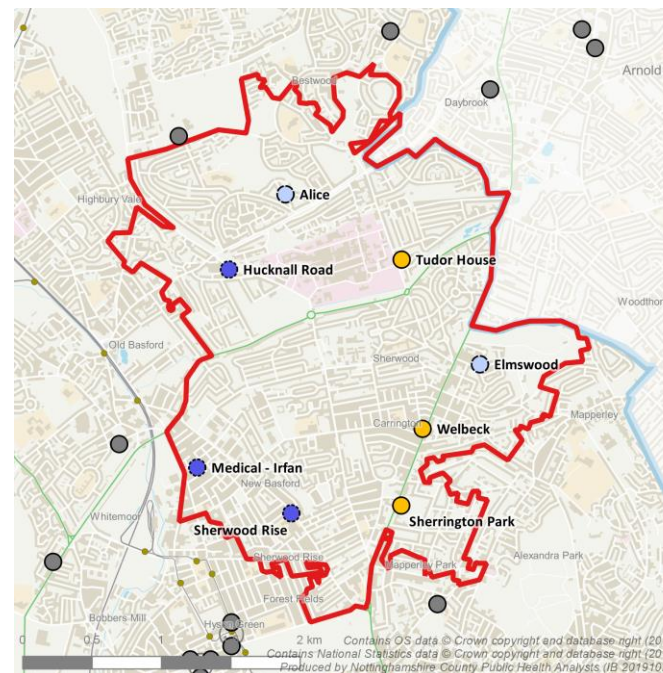 Arnold
Bestwood
Daybrook
Alice
Highbury Vale
Tudor House
Hucknall Road
Woodthor
Old Basford
Sherwood
Elmswood
Mapperley
Carrington
Welbeck
Medical - Irfan
New Basford
Whitemoor
Sherwood Rise
Sherrington Park
Alexandra Park
Sherwood Rise
Mapperley Park
Forest Fields
Bobbers Mill
Hyson Green
0 0.5 1 2 km
Contains OS data © Crown copyright and database right (20
Contains National Statistics data © Crown copyright and database right (20
Produced by Nottinghamshire County Public Health Analysts (IB 201910